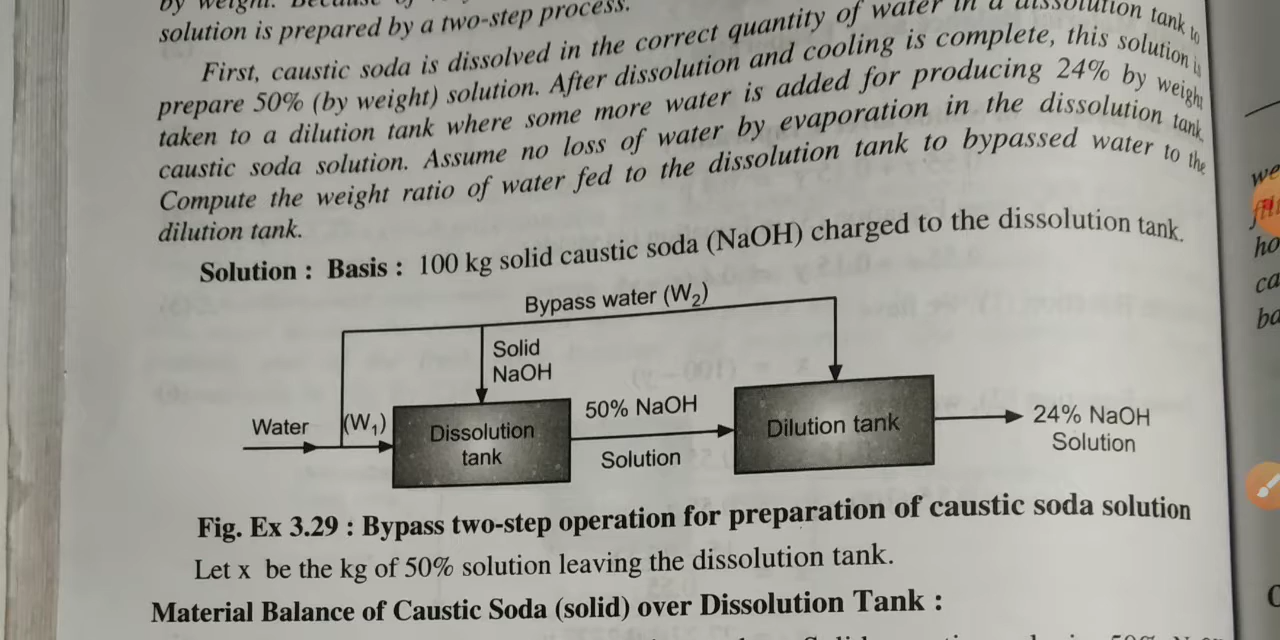 by weight.
solution is prepared by a two-step process.
First, caustic soda is dissolved in the correct quantity of water in a dissolution tank to
prepare 50% (by weight) solution. After dissolution and cooling is complete, this solution is
taken to a dilution tank where some more water is added for producing 24% by weight
caustic soda solution. Assume no loss of water by evaporation in the dissolution tank.
Compute the weight ratio of water fed to the dissolution tank to bypassed water to the
dilution tank.
Solution : Basis : 100 kg solid caustic soda (NaOH) charged to the dissolution tank.
Bypass water (W₂)
Solid
NaOH
Water
(W₁)
Dissolution
tank
50% NaOH
Solution
Dilution tank
24% NaOH
Solution
Fig. Ex 3.29 : Bypass two-step operation for preparation of caustic soda solution
Let x be the kg of 50% solution leaving the dissolution tank.
Material Balance of Caustic Soda (solid) over Dissolution Tank :
we
ho
ca